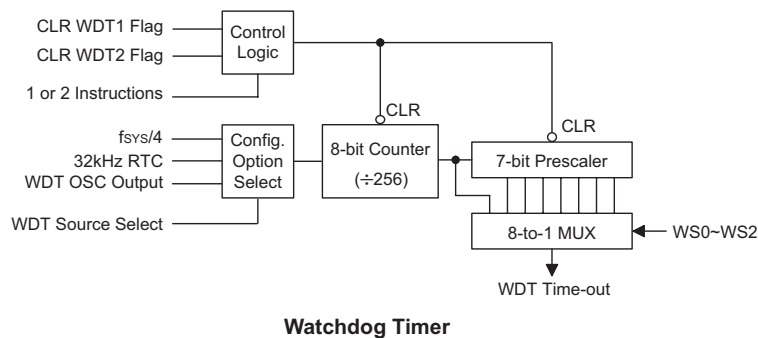 CLR WDT1 Flag
CLR WDT2 Flag
1 or 2 Instructions
Control
Logic
fSYS/4
32kHz RTC
WDT OSC Output
WDT Source Select
Config.
Option
Select
CLR
8-bit Counter
(÷256)
CLR
7-bit Prescaler
8-to-1 MUX
WS0~WS2
WDT Time-out
Watchdog Timer